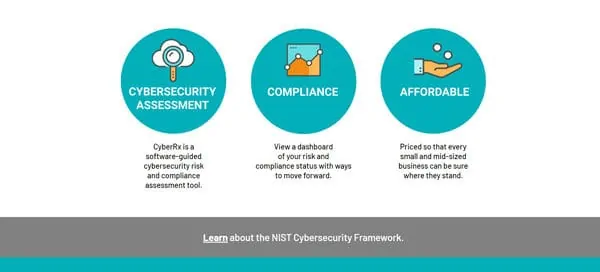 CYBERSECURITY
ASSESSMENT
CyberRx is a
software-guided
cybersecurity risk
and compliance
assessment tool.
COMPLIANCE
View a dashboard
of your risk and
compliance status with ways
to move forward.
AFFORDABLE
Priced so that every
small and mid-sized
business can be sure
where they stand.
Learn about the NIST Cybersecurity Framework.